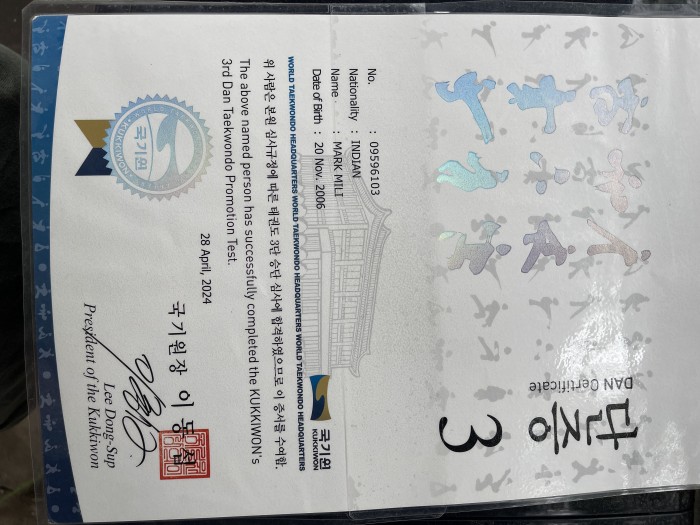 DAN Certificate
단증
3
No. : 09596103
Nationality : INDIAN
Name : MARK MILI
Date of Birth : 20 Nov. 2006
국기원
KUKKIWON
WORLD TAEKWONDO HEADQUARTERS WORLD TAEKWONDO HEADQUARTERS WORLD TAEKWONDO HEADQUARTERS
위 사람은 본원 심사규정에 따른 태권도 3단 승단 심사에 합격하였으므로 이 증서를 수여함.
The above named person has successfully completed the KUKKIWON's
3rd Dan Taekwondo Promotion Test.
28 April, 2024
국기원
KUKKIWON
국기원장 이 동 섭
Lee Dong-Sup
President of the Kukkiwon